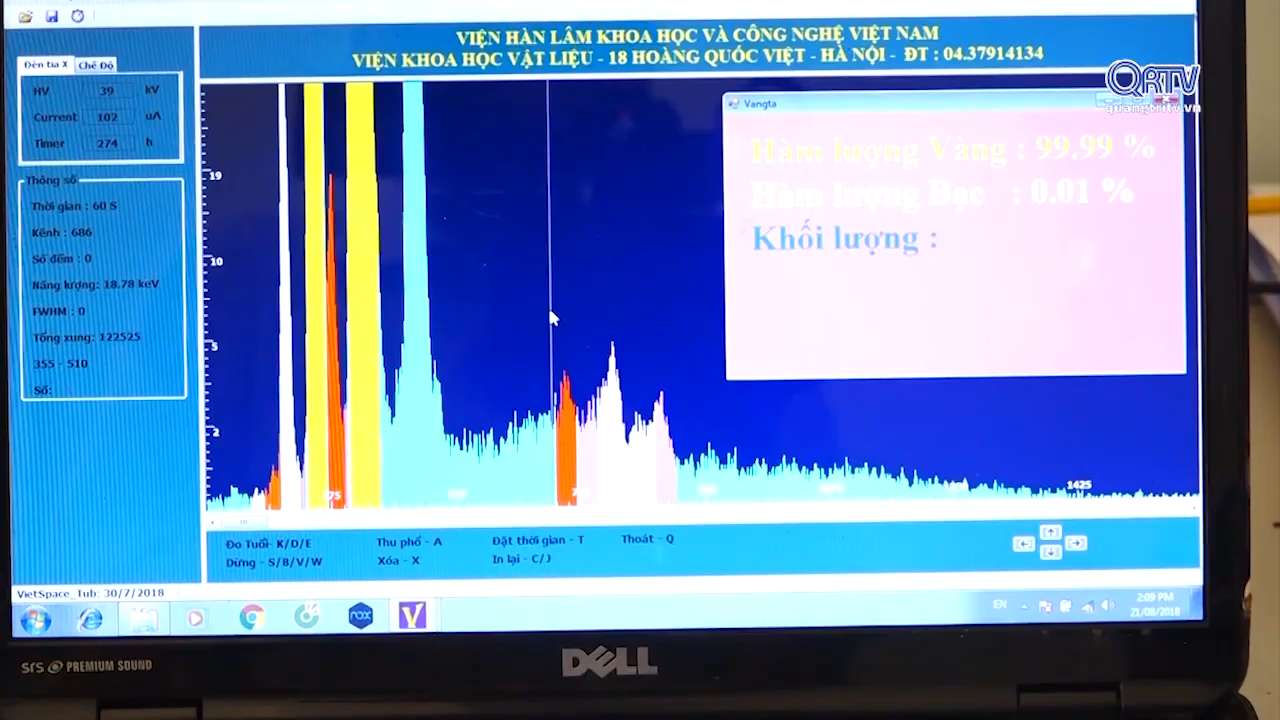 VIỆN HÀN LÂM KHOA HỌC VÀ CÔNG NGHỆ VIỆT NAM
VIỆN KHOA HỌC VẬT LIỆU - 18 HOÀNG QUỐC VIỆT - HÀ NỘI - ĐT : 04.37914134
QRTV
quangtritv.vn
Đèn tia X Chế Độ
HV 39 kV
Current 102 uA
Timer 274 h
Thông số
Thời gian : 60 S
Kênh : 686
Số đếm : 0
Năng lượng: 18.78 keV
FWHM : 0
Tổng xung: 122525
355 - 510
Số:
19
10
5
2
1425
Vangta
Hàm lượng Vàng : 99.99 %
Hàm lượng Bạc : 0.01 %
Khối lượng :
Đo Tuổi- K/D/E Thu phổ - A Đặt thời gian - T Thoát - Q
Dừng - S/B/V/W Xóa - X In lại - C/J
VietSpace_Tub: 30/7/2018
EN
2:09 PM
21/08/2018
SRS PREMIUM SOUND
DELL